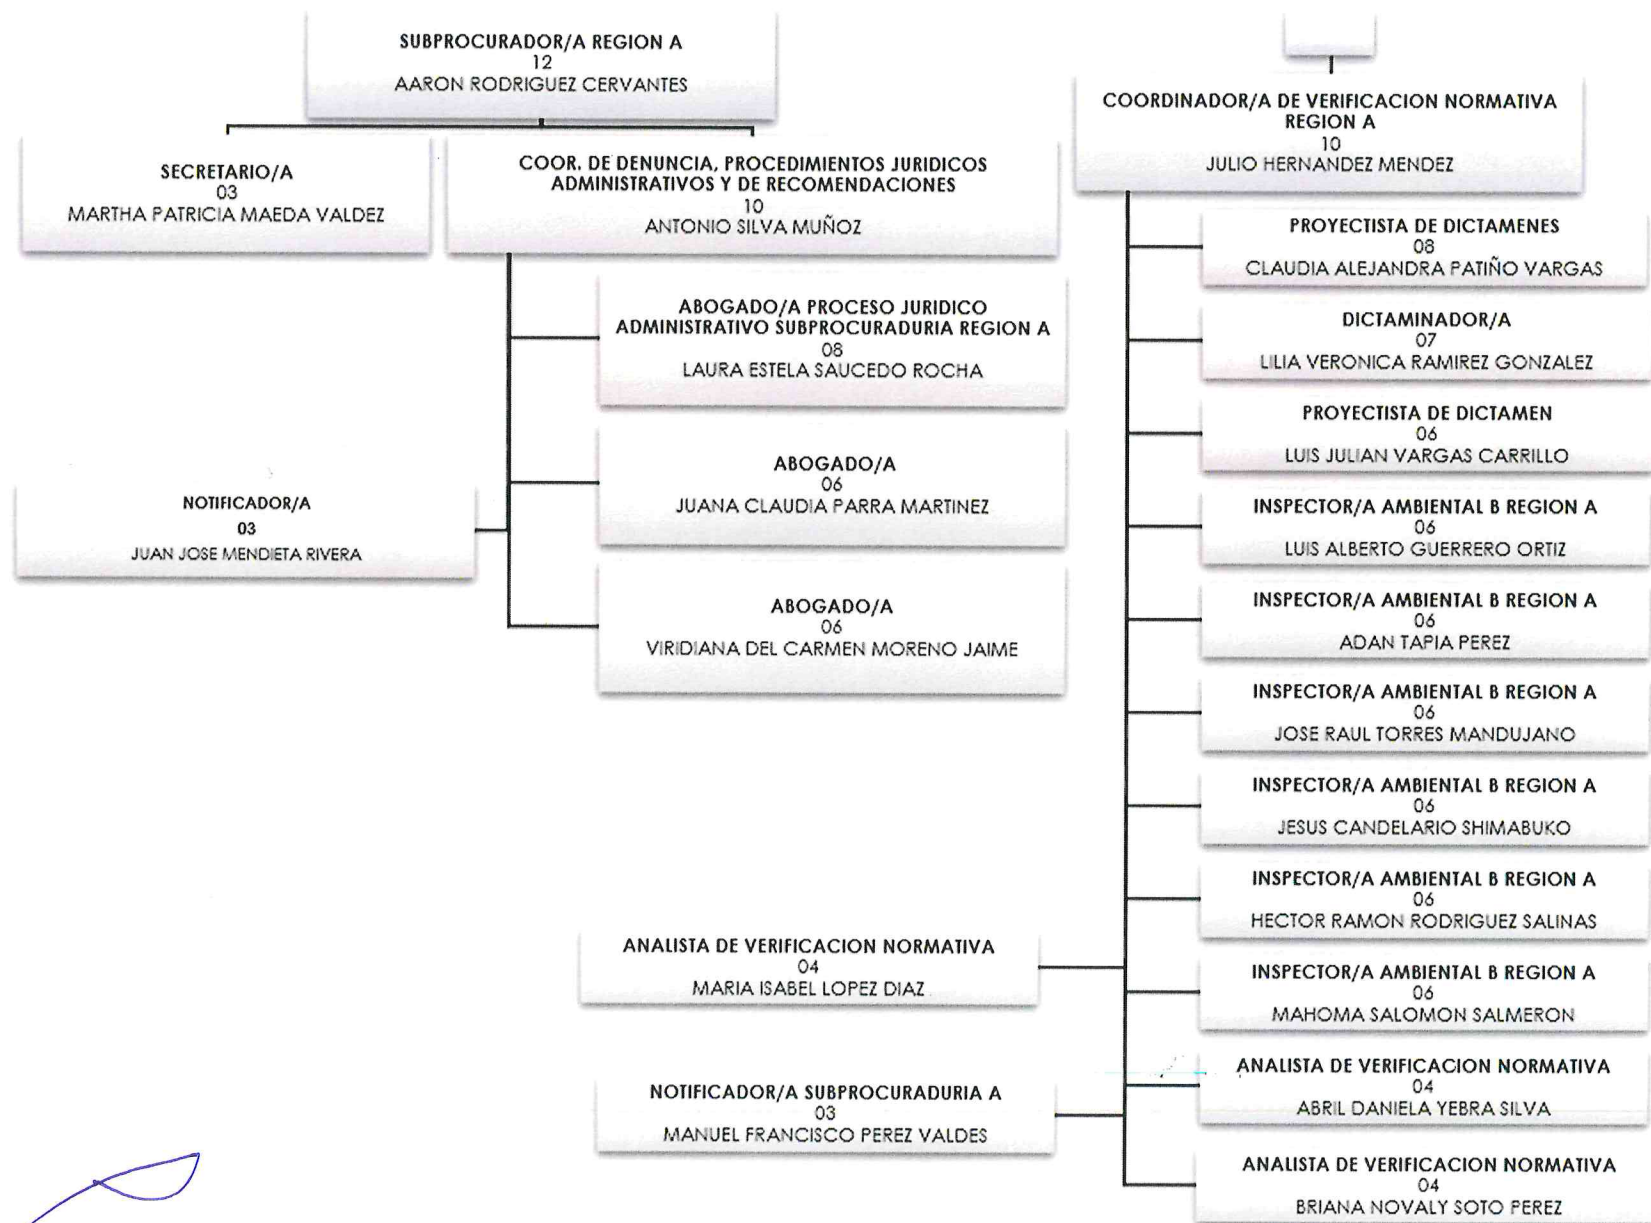 SUBPROCURADOR/A REGION A
12
AARON RODRIGUEZ CERVANTES
SECRETARIO/A
03
MARTHA PATRICIA MAEDA VALDEZ
COOR. DE DENUNCIA, PROCEDIMIENTOS JURIDICOS
ADMINISTRATIVOS Y DE RECOMENDACIONES
10
ANTONIO SILVA MUÑOZ
ABOGADO/A PROCESO JURIDICO
ADMINISTRATIVO SUBPROCURADURIA REGION A
08
LAURA ESTELA SAUCEDO ROCHA
ABOGADO/A
06
JUANA CLAUDIA PARRA MARTINEZ
NOTIFICADOR/A
03
JUAN JOSE MENDIETA RIVERA
ABOGADO/A
06
VIRIDIANA DEL CARMEN MORENO JAIME
COORDINADOR/A DE VERIFICACION NORMATIVA
REGION A
10
JULIO HERNANDEZ MENDEZ
PROYECTISTA DE DICTAMENES
08
CLAUDIA ALEJANDRA PATIÑO VARGAS
DICTAMINADOR/A
07
LILIA VERONICA RAMIREZ GONZALEZ
PROYECTISTA DE DICTAMEN
06
LUIS JULIAN VARGAS CARRILLO
INSPECTOR/A AMBIENTAL B REGION A
06
LUIS ALBERTO GUERRERO ORTIZ
INSPECTOR/A AMBIENTAL B REGION A
06
ADAN TAPIA PEREZ
INSPECTOR/A AMBIENTAL B REGION A
06
JOSE RAUL TORRES MANDUJANO
INSPECTOR/A AMBIENTAL B REGION A
06
JESUS CANDELARIO SHIMABUKO
INSPECTOR/A AMBIENTAL B REGION A
06
HECTOR RAMON RODRIGUEZ SALINAS
ANALISTA DE VERIFICACION NORMATIVA
04
MARIA ISABEL LOPEZ DIAZ
INSPECTOR/A AMBIENTAL B REGION A
06
MAHOMA SALOMON SALMERON
ANALISTA DE VERIFICACION NORMATIVA
04
ABRIL DANIELA YEBRA SILVA
NOTIFICADOR/A SUBPROCURADURIA A
03
MANUEL FRANCISCO PEREZ VALDES
ANALISTA DE VERIFICACION NORMATIVA
04
BRIANA NOVALY SOTO PEREZ